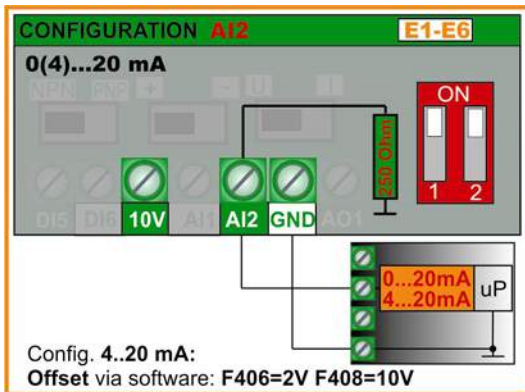 CONFIGURATION AI2 E1-E6
0(4)...20 mA
NPN PNP + - U I
ON
250 Ohm
1 2
DI5 DI6 10V AI1 AI2 GND AO1
0...20mA
4...20mA
uP
Config. 4..20 mA:
Offset via software: F406=2V F408=10V